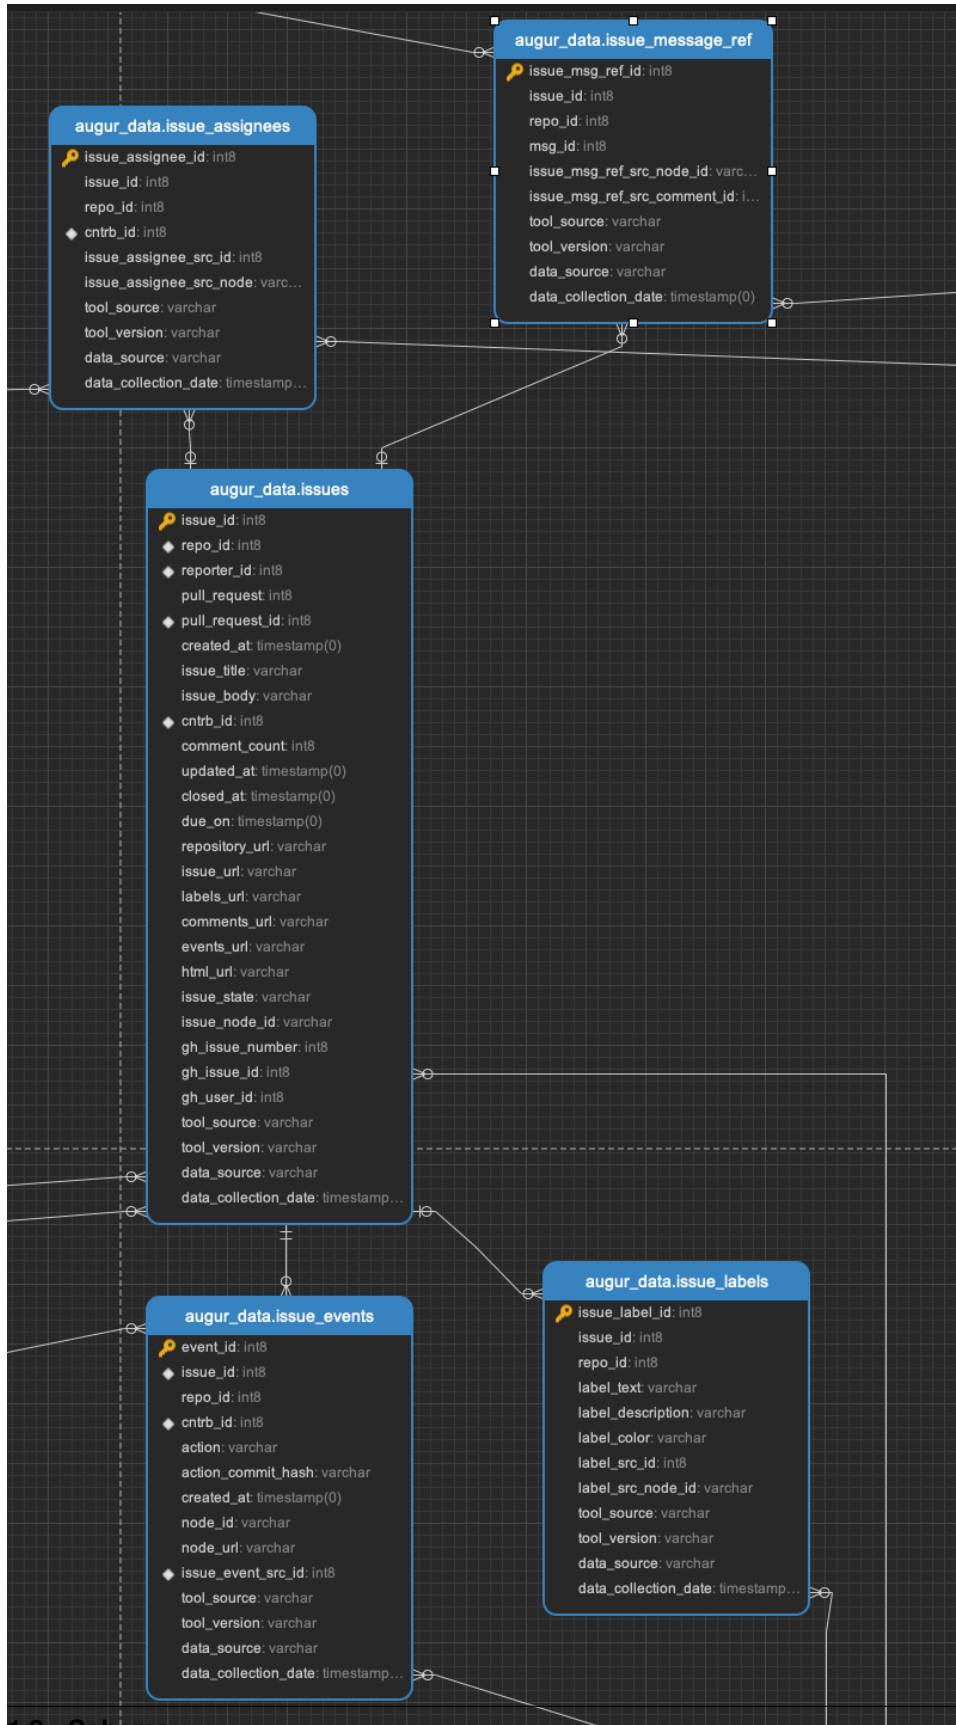 augur_data.issue_message_ref
issue_msg_ref_id: int8
issue_id: int8
repo_id: int8
msg_id: int8
issue_msg_ref_src_node_id: varc...
issue_msg_ref_src_comment_id: i...
tool_source: varchar
tool_version: varchar
data_source: varchar
data_collection_date: timestamp(0)
augur_data.issue_assignees
issue_assignee_id: int8
issue_id: int8
repo_id: int8
cntrb_id: int8
issue_assignee_src_id: int8
issue_assignee_src_node: varc...
tool_source: varchar
tool_version: varchar
data_source: varchar
data_collection_date: timestamp...
augur_data.issues
issue_id: int8
repo_id: int8
reporter_id: int8
pull_request: int8
pull_request_id: int8
created_at: timestamp(0)
issue_title: varchar
issue_body: varchar
cntrb_id: int8
comment_count: int8
updated_at: timestamp(0)
closed_at: timestamp(0)
due_on: timestamp(0)
repository_url: varchar
issue_url: varchar
labels_url: varchar
comments_url: varchar
events_url: varchar
html_url: varchar
issue_state: varchar
issue_node_id: varchar
gh_issue_number: int8
gh_issue_id: int8
gh_user_id: int8
tool_source: varchar
tool_version: varchar
data_source: varchar
data_collection_date: timestamp...
augur_data.issue_events
event_id: int8
issue_id: int8
repo_id: int8
cntrb_id: int8
action: varchar
action_commit_hash: varchar
created_at: timestamp(0)
node_id: varchar
node_url: varchar
issue_event_src_id: int8
tool_source: varchar
tool_version: varchar
data_source: varchar
data_collection_date: timestamp...
augur_data.issue_labels
issue_label_id: int8
issue_id: int8
repo_id: int8
label_text: varchar
label_description: varchar
label_color: varchar
label_src_id: int8
label_src_node_id: varchar
tool_source: varchar
tool_version: varchar
data_source: varchar
data_collection_date: timestamp...